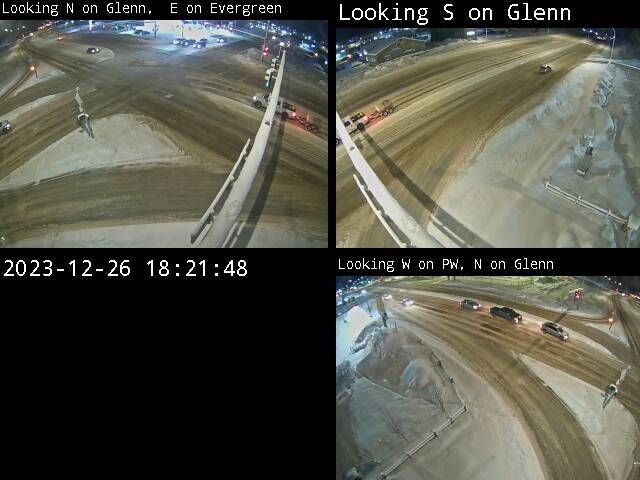 Looking N on Glenn,  E on Evergreen
Looking S on Glenn
2023-12-26 18:21:48
Looking W on PW, N on Glenn